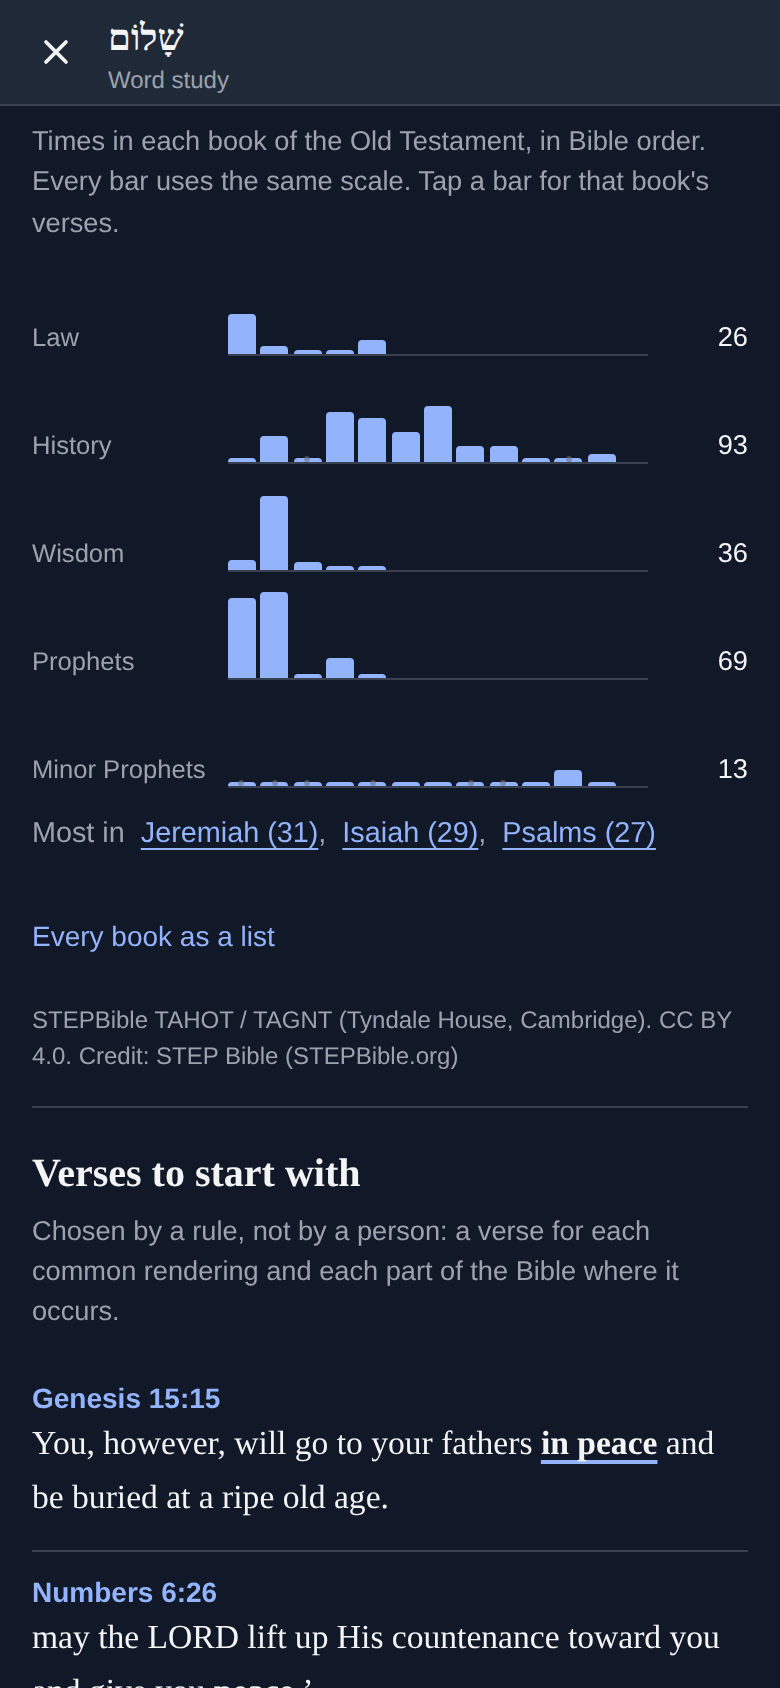 שָׁלוֹם
Word study
Times in each book of the Old Testament, in Bible order.
Every bar uses the same scale. Tap a bar for that book's
verses.
Law 26
History 93
Wisdom 36
Prophets 69
Minor Prophets 13
Most in Jeremiah (31), Isaiah (29), Psalms (27)
Every book as a list
STEPBible TAHOT / TAGNT (Tyndale House, Cambridge). CC BY
4.0. Credit: STEP Bible (STEPBible.org)
Verses to start with
Chosen by a rule, not by a person: a verse for each
common rendering and each part of the Bible where it
occurs.
Genesis 15:15
You, however, will go to your fathers in peace and
be buried at a ripe old age.
Numbers 6:26
may the LORD lift up His countenance toward you
and give you peace.’